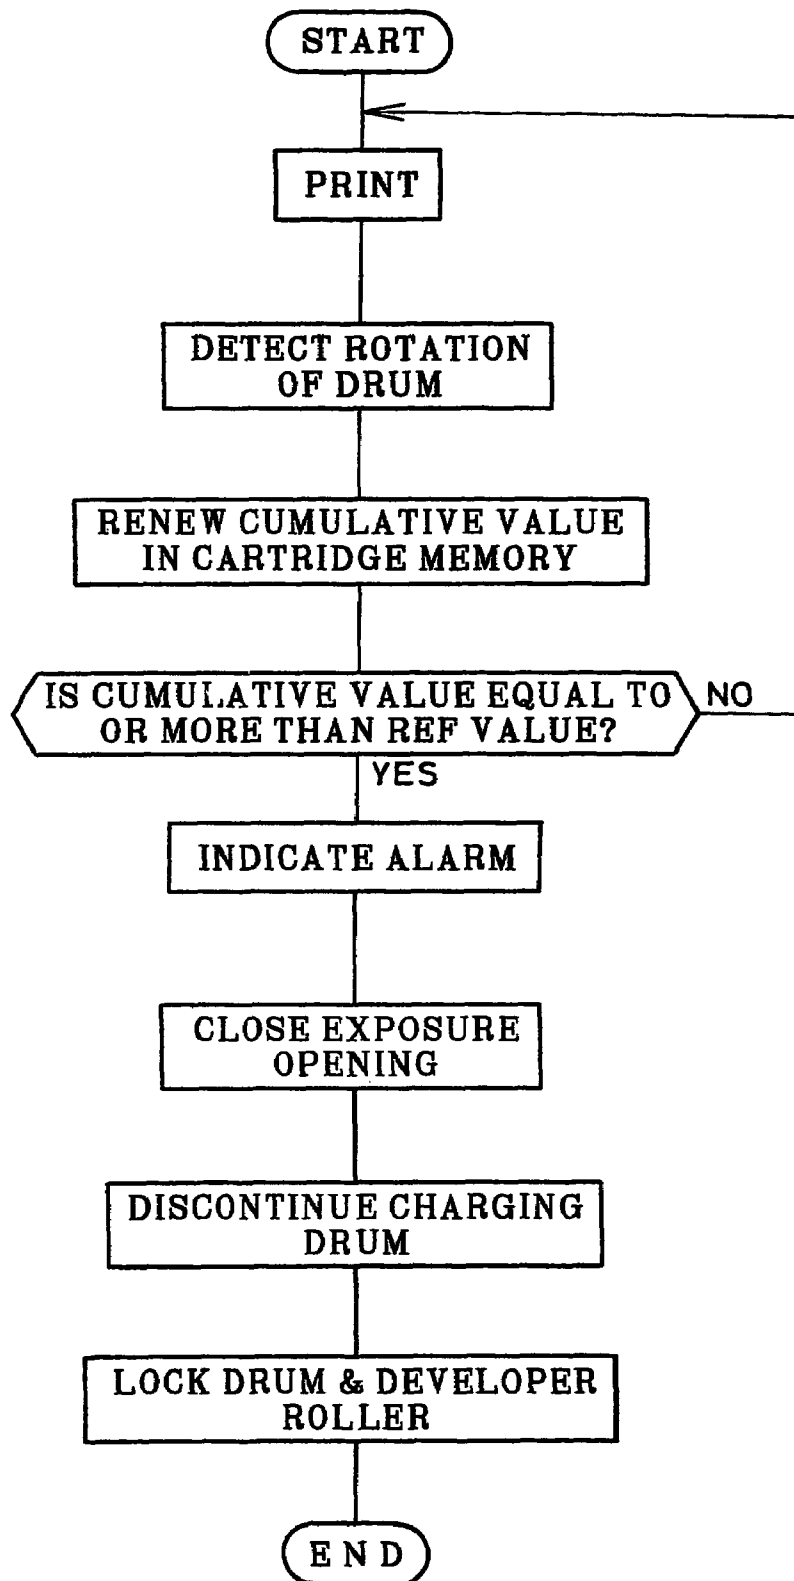 START
PRINT
DETECT ROTATION
OF DRUM
RENEW CUMULATIVE VALUE
IN CARTRIDGE MEMORY
IS CUMULATIVE VALUE EQUAL TO
OR MORE THAN REF VALUE?
NO
YES
INDICATE ALARM
CLOSE EXPOSURE
OPENING
DISCONTINUE CHARGING
DRUM
LOCK DRUM & DEVELOPER
ROLLER
END